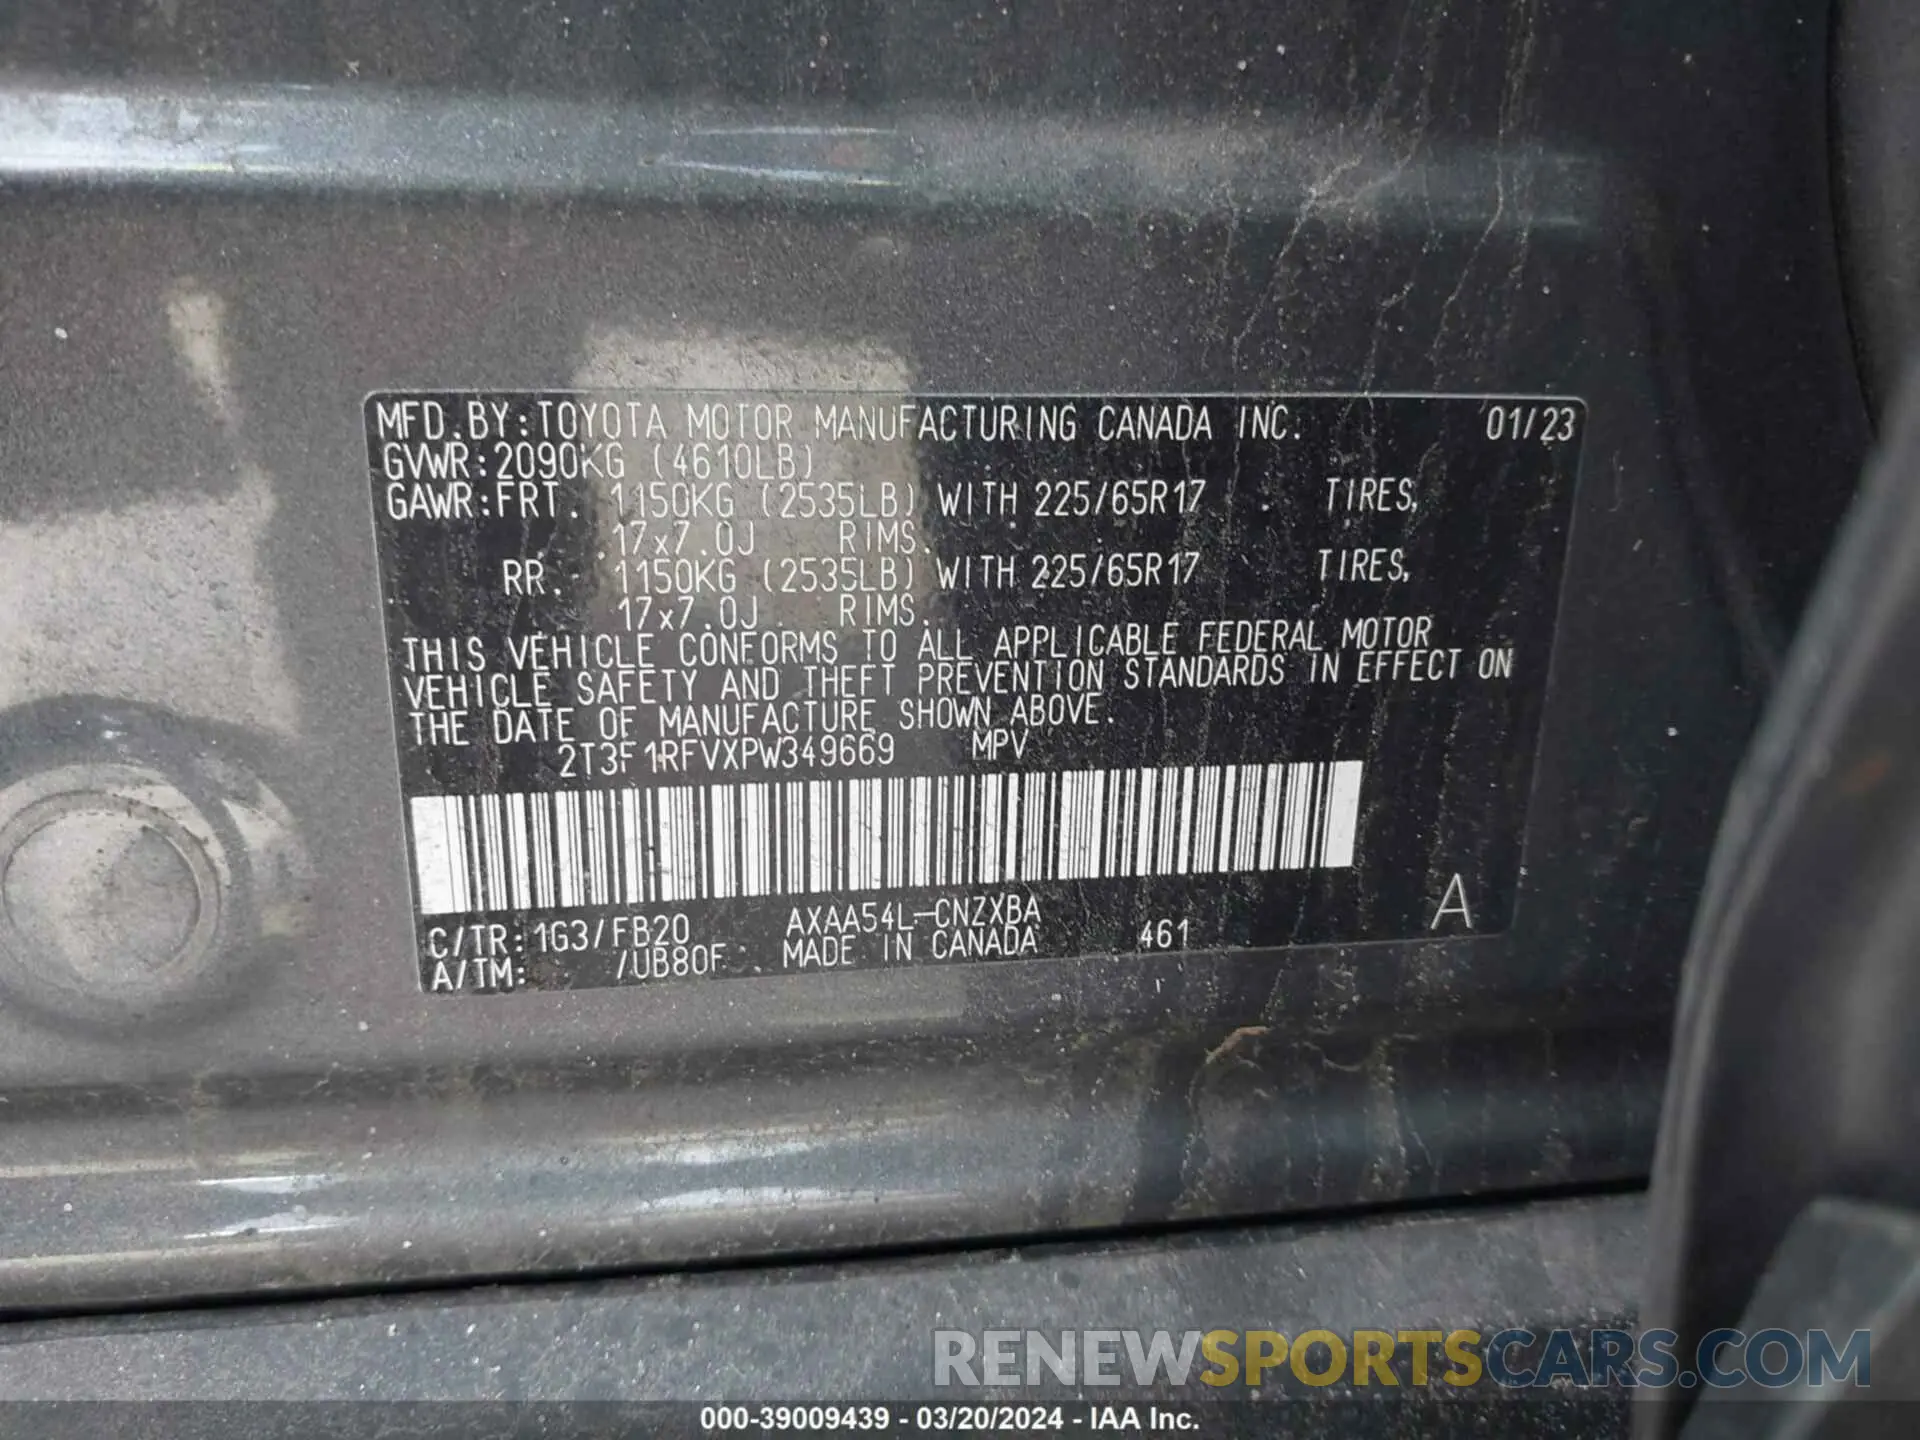 MFD.BY:TOYOTA MOTOR MANUFACTURING CANADA INC. 01/23
GVWR:2090KG (4610LB)
GAWR:FRT. 1150KG (2535LB) WITH 225/65R17 TIRES,
17x7.0J RIMS.
RR. 1150KG (2535LB) WITH 225/65R17 TIRES,
17x7.0J RIMS.
THIS VEHICLE CONFORMS TO ALL APPLICABLE FEDERAL MOTOR
VEHICLE SAFETY AND THEFT PREVENTION STANDARDS IN EFFECT ON
THE DATE OF MANUFACTURE SHOWN ABOVE.
2T3F1RFVXPW349669 MPV
C/TR:1G3/FB20 AXAA54L-CNZXBA
A/TM: /UB80F MADE IN CANADA 461 A
RENEWSPORTSCARS.COM
000-39009439 - 03/20/2024 - IAA Inc.